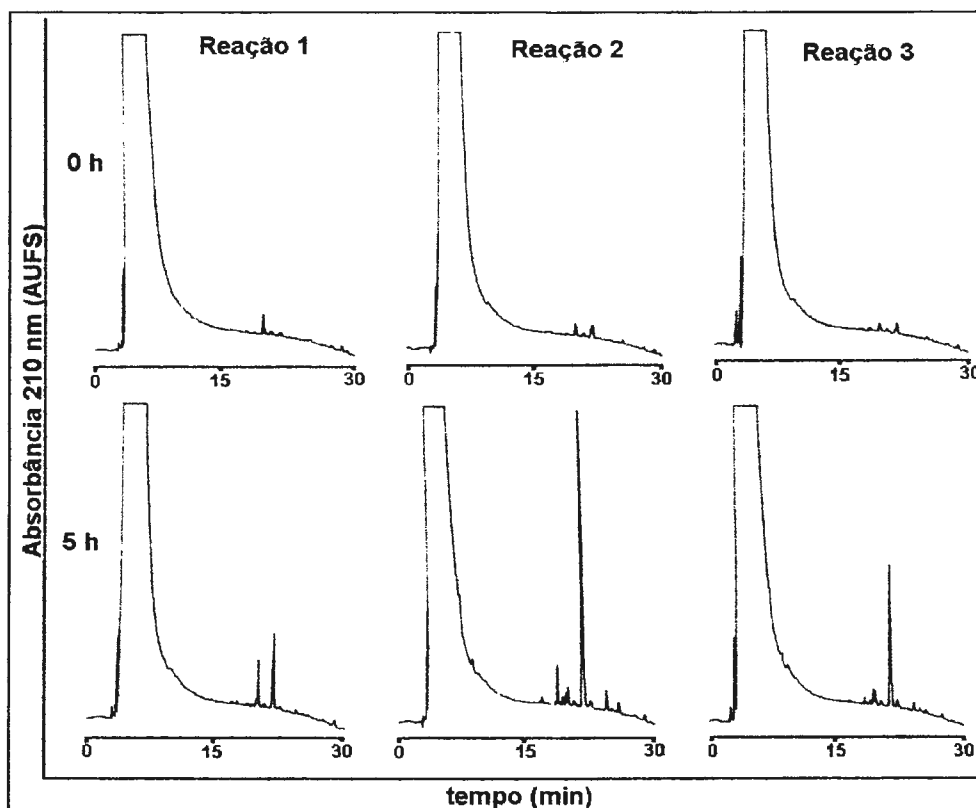 Reação 1
Reação 2
Reação 3
0 h
0 15 30
0 15 30
0 15 30
Absorbância 210 nm (AUFS)
5 h
0 15 30
0 15 30
0 15 30
tempo (min)